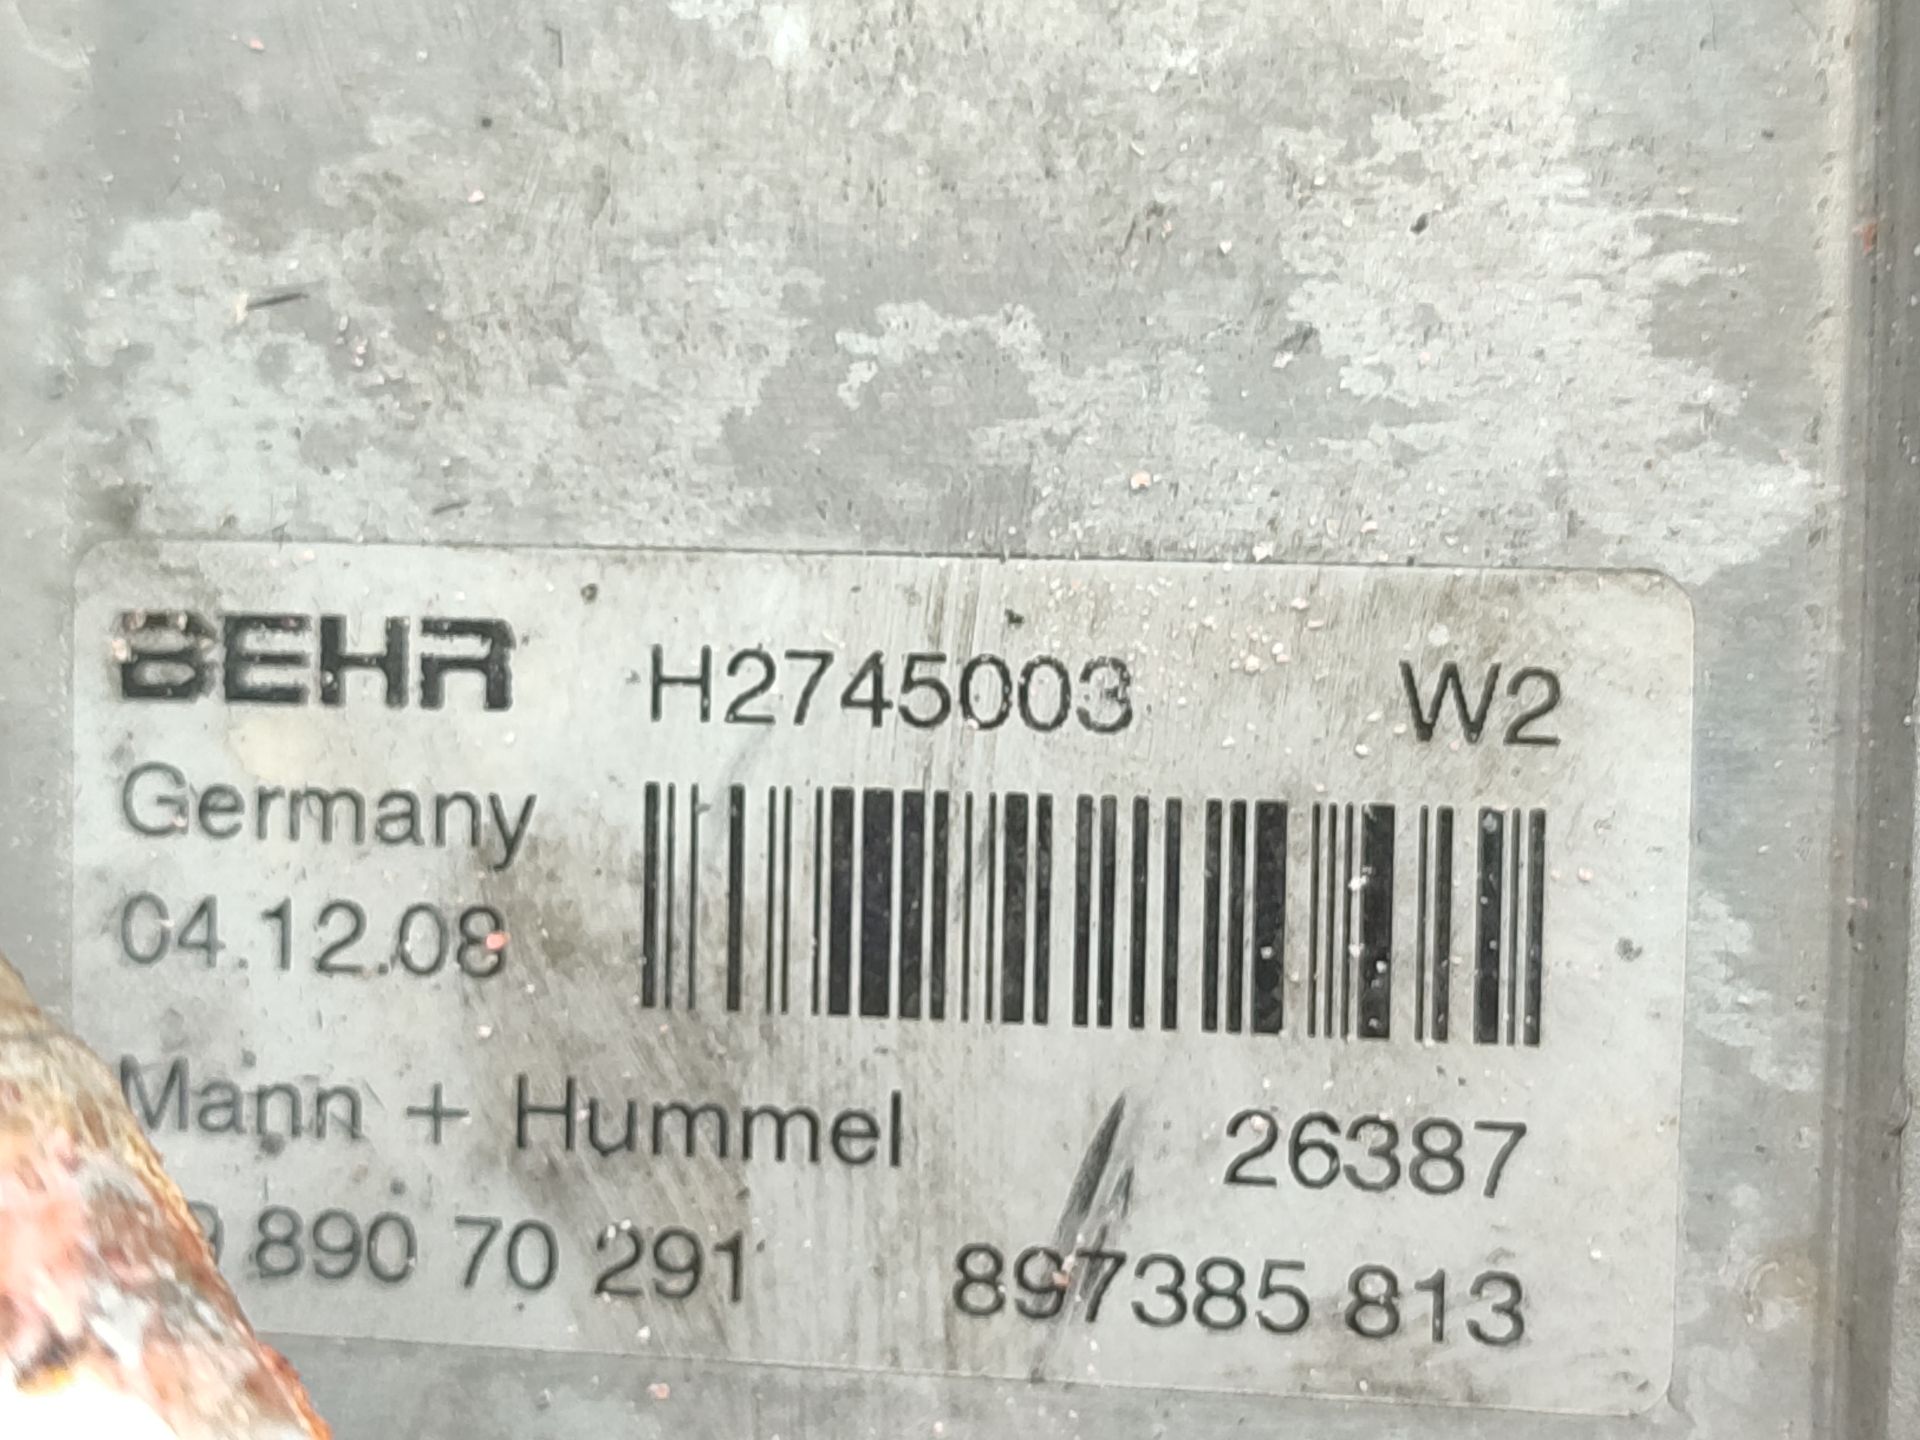 BEHR H2745003 W2
Germany
04.12.08
Mann + Hummel 26387
890 70 291 897385 813